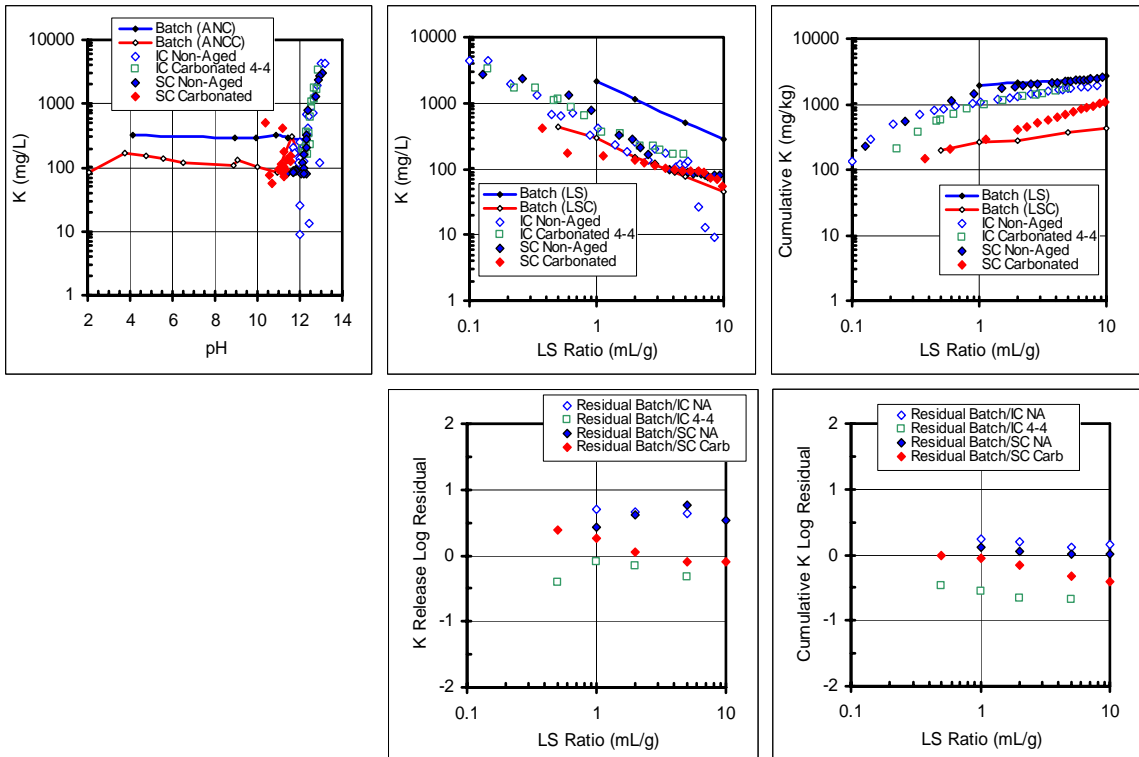 Batch (ANC)
Batch (ANCC)
IC Non-Aged
IC Carbonated 4-4
SC Non-Aged
SC Carbonated
10000
1000
100
10
1
K (mg/L)
2 4 6 8 10 12 14
pH
10000
1000
100
10
1
K (mg/L)
Batch (LS)
Batch (LSC)
IC Non-Aged
IC Carbonated 4-4
SC Non-Aged
SC Carbonated
0.1 1 10
LS Ratio (mL/g)
10000
1000
100
10
1
Cumulative K (mg/kg)
Batch (LS)
Batch (LSC)
IC Non-Aged
IC Carbonated 4-4
SC Non-Aged
SC Carbonated
0.1 1 10
LS Ratio (mL/g)
Residual Batch/IC NA
Residual Batch/IC 4-4
Residual Batch/SC NA
Residual Batch/SC Carb
2
1
0
-1
-2
K Release Log Residual
0.1 1 10
LS Ratio (mL/g)
Residual Batch/IC NA
Residual Batch/IC 4-4
Residual Batch/SC NA
Residual Batch/SC Carb
2
1
0
-1
-2
Cumulative K Log Residual
0.1 1 10
LS Ratio (mL/g)